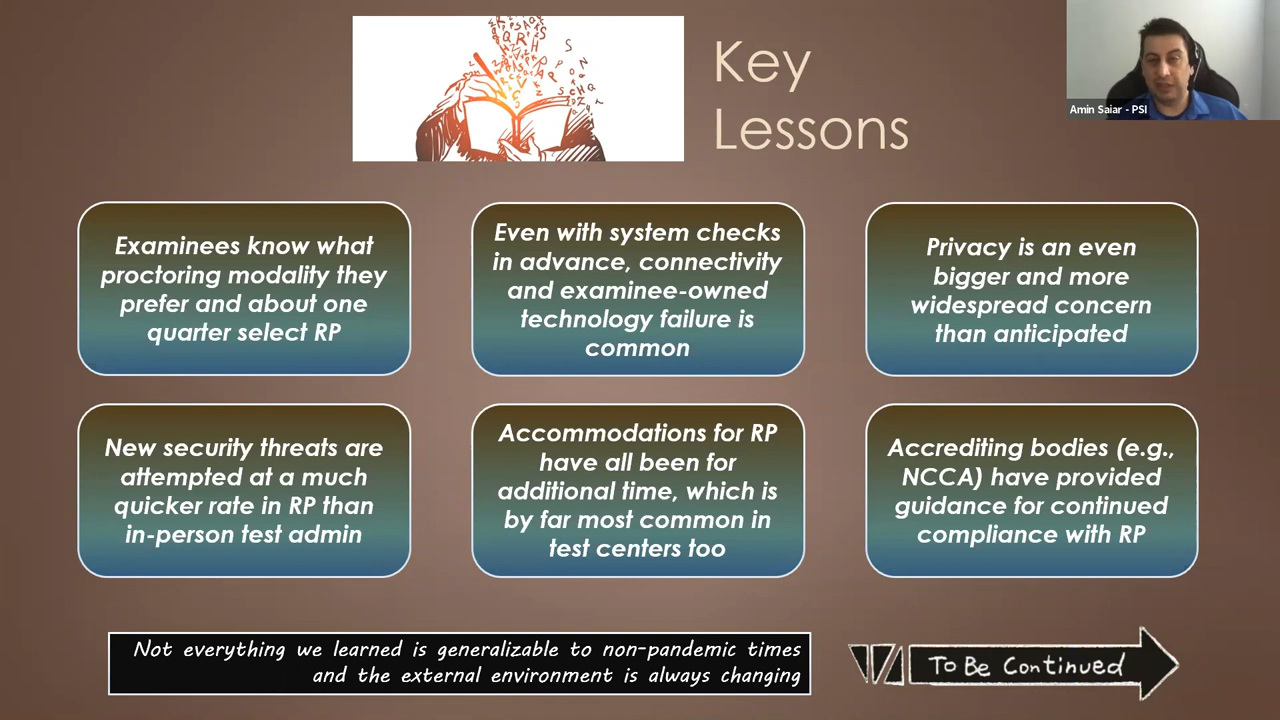 Key
Lessons
Amin Saiar - PSI
Examinees know what
proctoring modality they
prefer and about one
quarter select RP
Even with system checks
in advance, connectivity
and examinee-owned
technology failure is
common
Privacy is an even
bigger and more
widespread concern
than anticipated
New security threats are
attempted at a much
quicker rate in RP than
in-person test admin
Accommodations for RP
have all been for
additional time, which is
by far most common in
test centers too
Accrediting bodies (e.g.,
NCCA) have provided
guidance for continued
compliance with RP
Not everything we learned is generalizable to non-pandemic times
and the external environment is always changing
To Be Continued